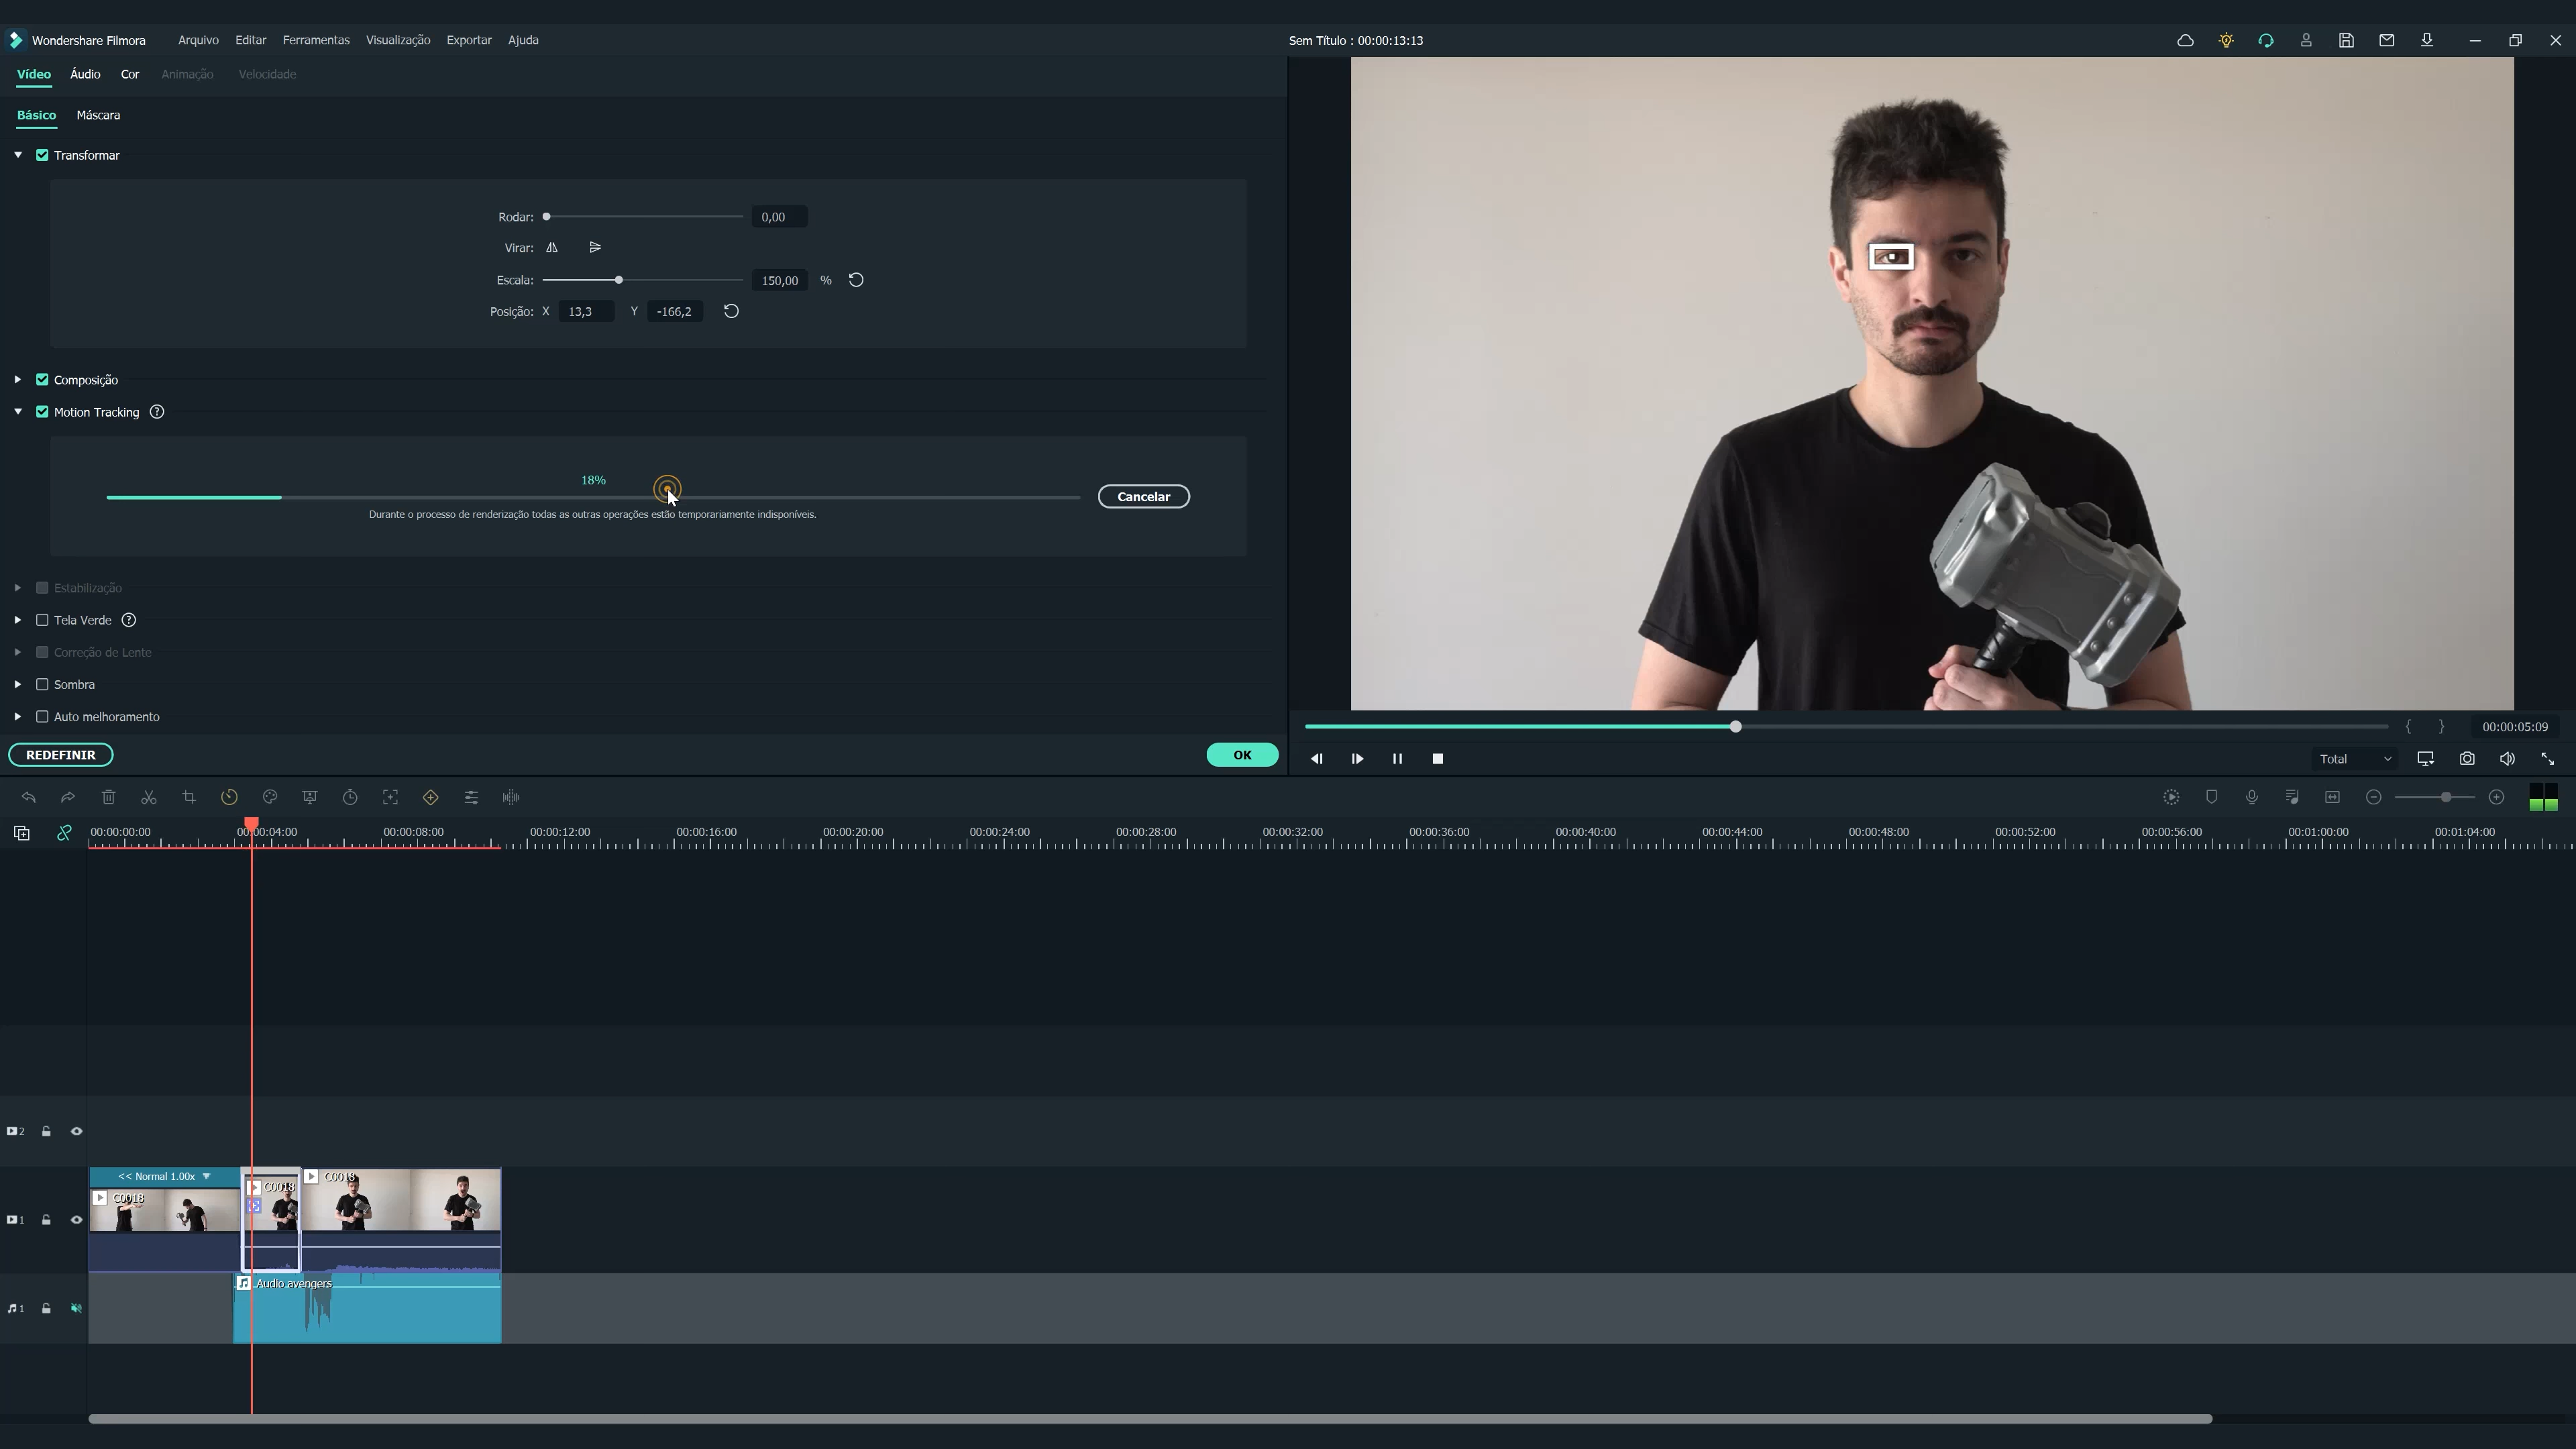 Wondershare Filmora Arquivo Editar Ferramentas Visualização Exportar Ajuda Sem Título : 00:00:13:13
Vídeo Áudio Cor Animação Velocidade
Básico Máscara
Transformar
Rodar: 0,00
Virar:
Escala: 150,00 %
Posição: X 13,3 Y -166,2
Composição
Motion Tracking ?
18%
Cancelar
Durante o processo de renderização todas as outras operações estão temporariamente indisponíveis.
Estabilização
Tela Verde ?
Correção de Lente
Sombra
Auto melhoramento
REDEFINIR OK
{ } 00:00:05:09
Total
00:00:00:00 00:00:04:00 00:00:08:00 00:00:12:00 00:00:16:00 00:00:20:00 00:00:24:00 00:00:28:00 00:00:32:00 00:00:36:00 00:00:40:00 00:00:44:00 00:00:48:00 00:00:52:00 00:00:56:00 00:01:00:00 00:01:04:00
2
<< Normal 1.00x
C0018 C0018 C0018
1
Audio avengers
1